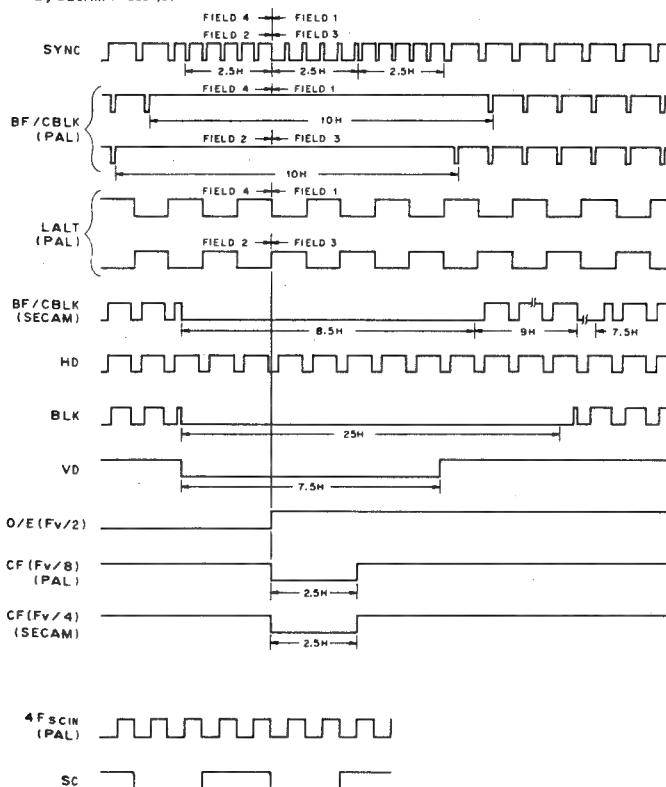 FIELD 4 FIELD 1
FIELD 2 FIELD 3
SYNC
2.5H 2.5H 2.5H
FIELD 4 FIELD 1
BF/CBLK
(PAL)
10H
FIELD 2 FIELD 3
10H
FIELD 4 FIELD 1
LALT
(PAL)
FIELD 2 FIELD 3
BF/CBLK
(SECAM)
8.5H 9H 7.5H
HD
BLK
25H
VD
7.5H
O/E(Fv/2)
CF(Fv/8)
(PAL)
2.5H
CF(Fv/4)
(SECAM)
2.5H
4FSCIN
(PAL)
SC